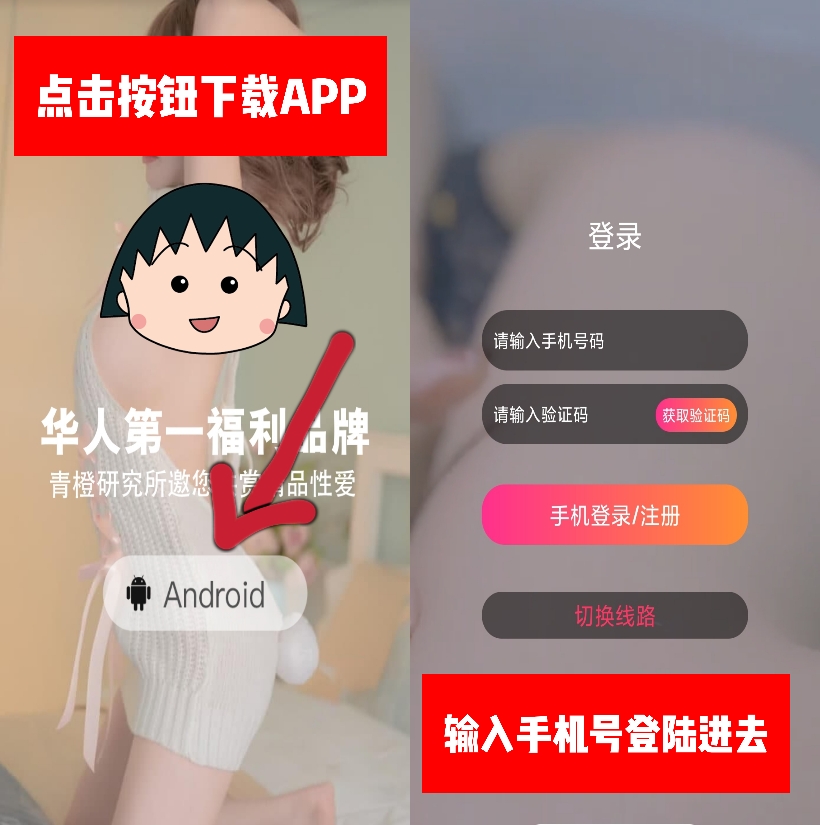 点击按钮下载APP
华人第一福利品牌
青橙研究所邀您 赏 品性爱
Android
登录
请输入手机号码
请输入验证码
获取验证码
手机登录/注册
切换线路
输入手机号登陆进去